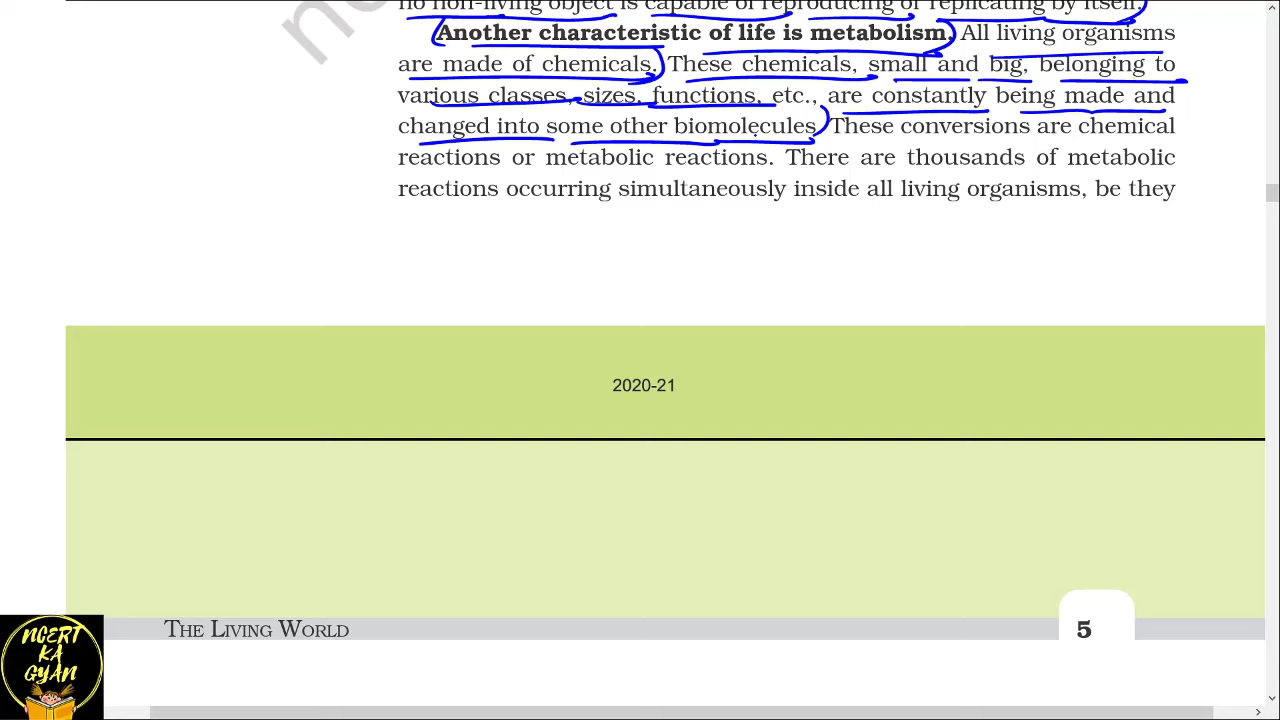 no non-living object is capable of reproducing or replicating by itself.
Another characteristic of life is metabolism. All living organisms
are made of chemicals. These chemicals, small and big, belonging to
various classes, sizes, functions, etc., are constantly being made and
changed into some other biomolecules. These conversions are chemical
reactions or metabolic reactions. There are thousands of metabolic
reactions occurring simultaneously inside all living organisms, be they
2020-21
THE LIVING WORLD
5
NCERT
KA
GYAN